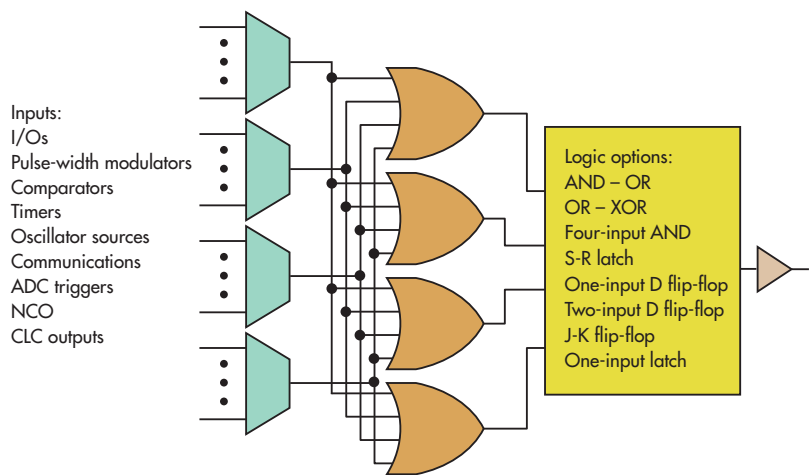 Inputs:
I/Os
Pulse-width modulators
Comparators
Timers
Oscillator sources
Communications
ADC triggers
NCO
CLC outputs
Logic options:
AND – OR
OR – XOR
Four-input AND
S-R latch
One-input D flip-flop
Two-input D flip-flop
J-K flip-flop
One-input latch